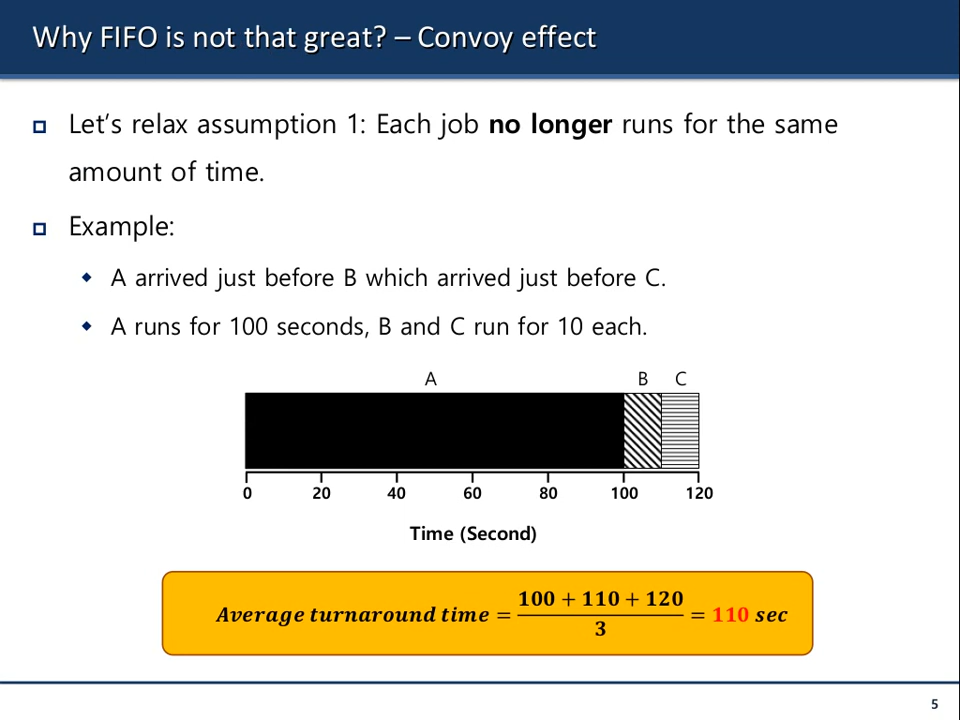 Why FIFO is not that great? – Convoy effect
Let's relax assumption 1: Each job no longer runs for the same
amount of time.
Example:
A arrived just before B which arrived just before C.
A runs for 100 seconds, B and C run for 10 each.
A B C
0 20 40 60 80 100 120
Time (Second)
Average turnaround time = (100 + 110 + 120) / 3 = 110 sec
5